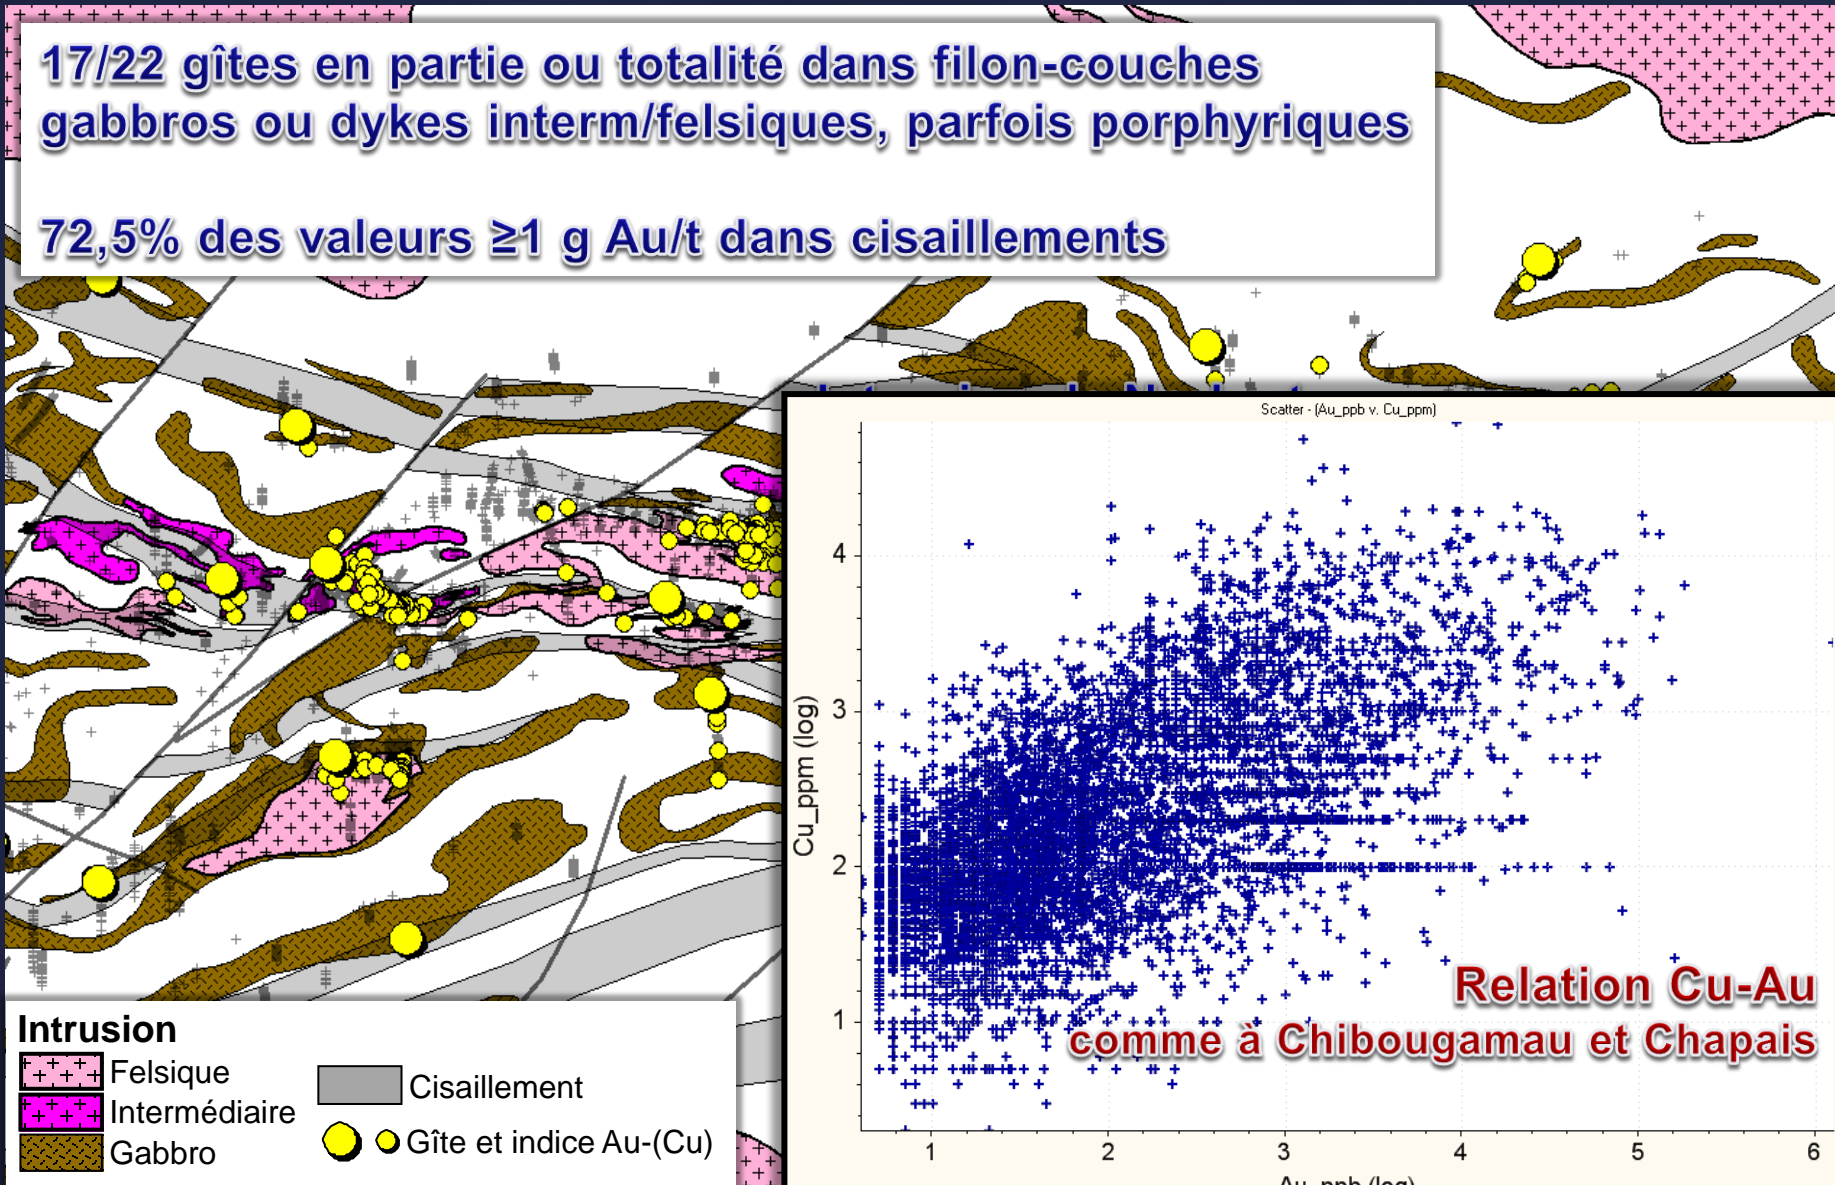 17/22 gîtes en partie ou totalité dans filon-couches
gabbros ou dykes interm/felsiques, parfois porphyriques
72,5% des valeurs ≥1 g Au/t dans cisaillements
Scatter - (Au_ppb v. Cu_ppm)
Cu_ppm (log)
4
3
2
1
1 2 3 4 5 6
Au_ppb (log)
Relation Cu-Au
comme à Chibougamau et Chapais
Intrusion
Felsique
Intermédiaire
Gabbro
Cisaillement
Gîte et indice Au-(Cu)